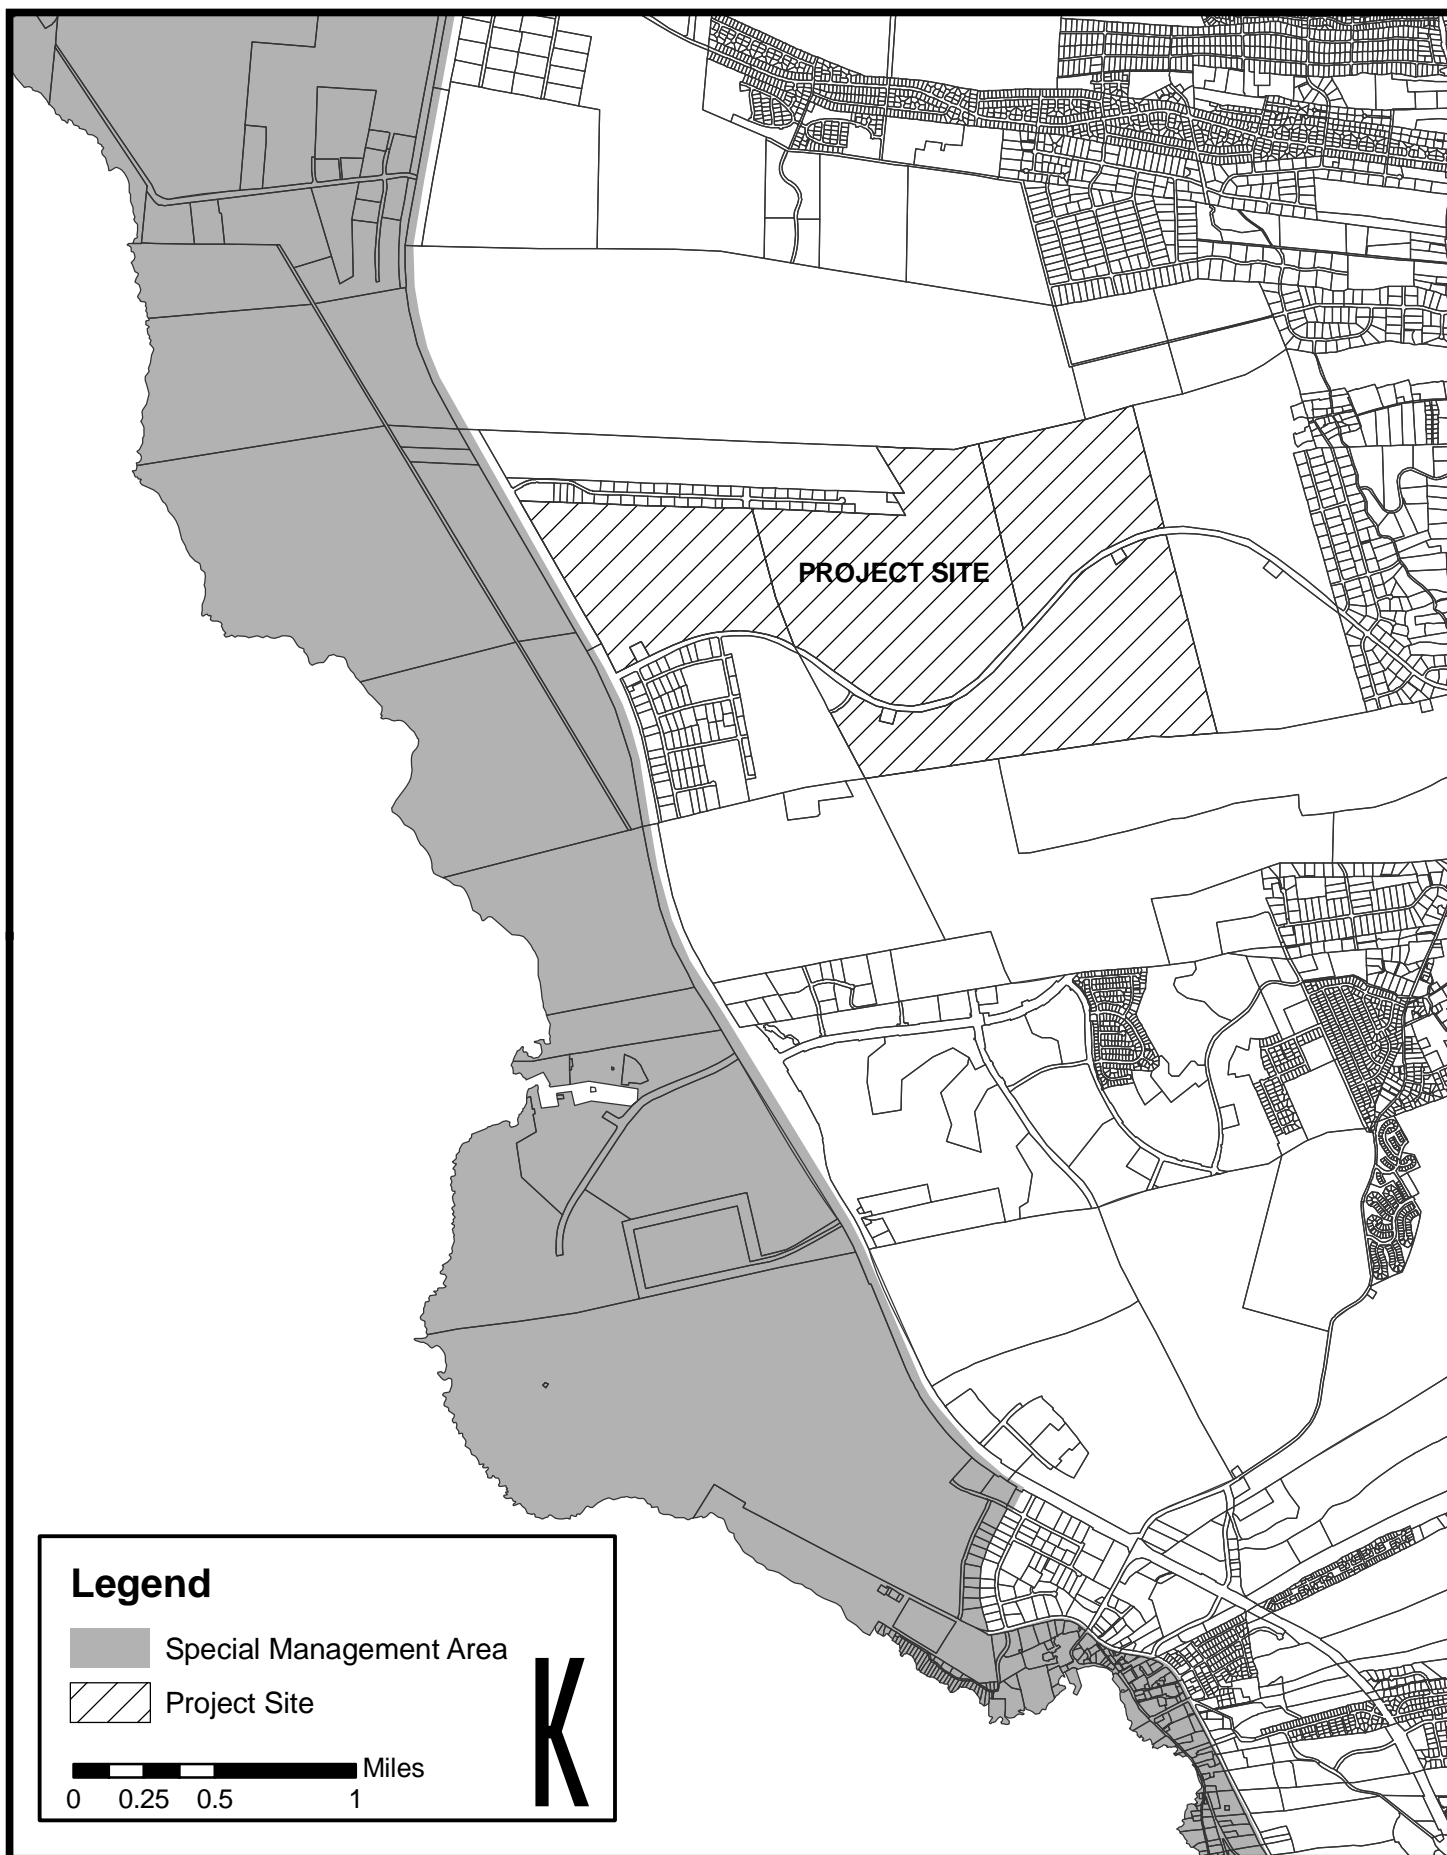 PROJECT SITE
Legend
Special Management Area
Project Site
Miles
0 0.25 0.5 1
K